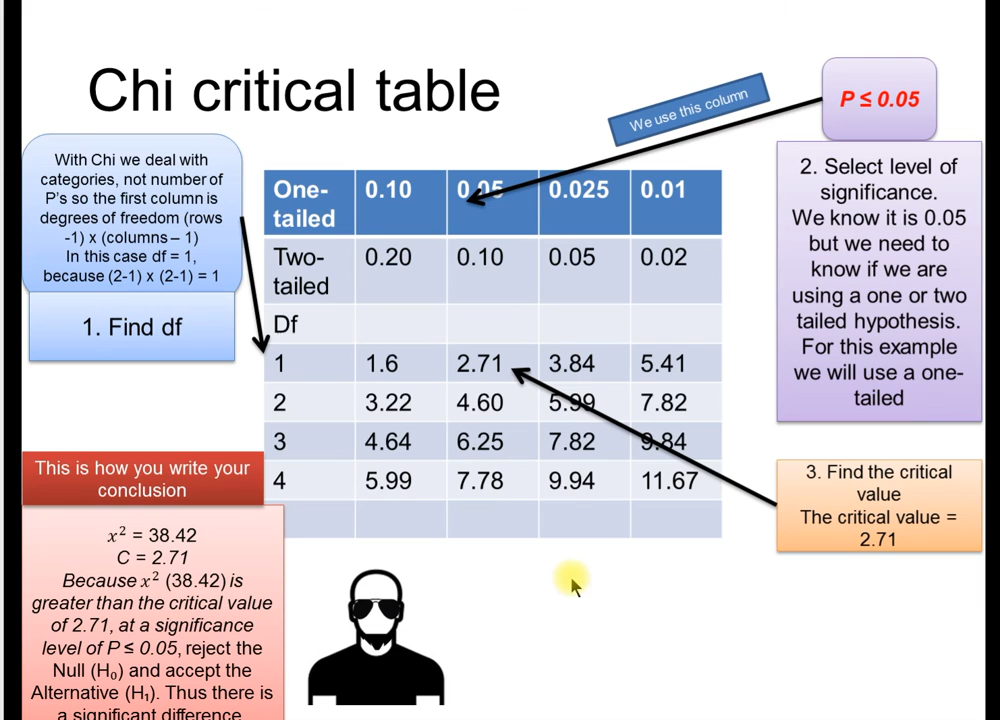 Chi critical table
We use this column
P ≤ 0.05
With Chi we deal with
categories, not number of
P's so the first column is
degrees of freedom (rows
-1) x (columns – 1)
In this case df = 1,
because (2-1) x (2-1) = 1
1. Find df
One-tailed 0.10 0.05 0.025 0.01
Two-tailed 0.20 0.10 0.05 0.02
Df
1 1.6 2.71 3.84 5.41
2 3.22 4.60 5.99 7.82
3 4.64 6.25 7.82 9.84
4 5.99 7.78 9.94 11.67
2. Select level of
significance.
We know it is 0.05
but we need to
know if we are
using a one or two
tailed hypothesis.
For this example
we will use a one-
tailed
3. Find the critical
value
The critical value =
2.71
This is how you write your
conclusion
x² = 38.42
C = 2.71
Because x² (38.42) is
greater than the critical value
of 2.71, at a significance
level of P ≤ 0.05, reject the
Null (H₀) and accept the
Alternative (H₁). Thus there is
a significant difference